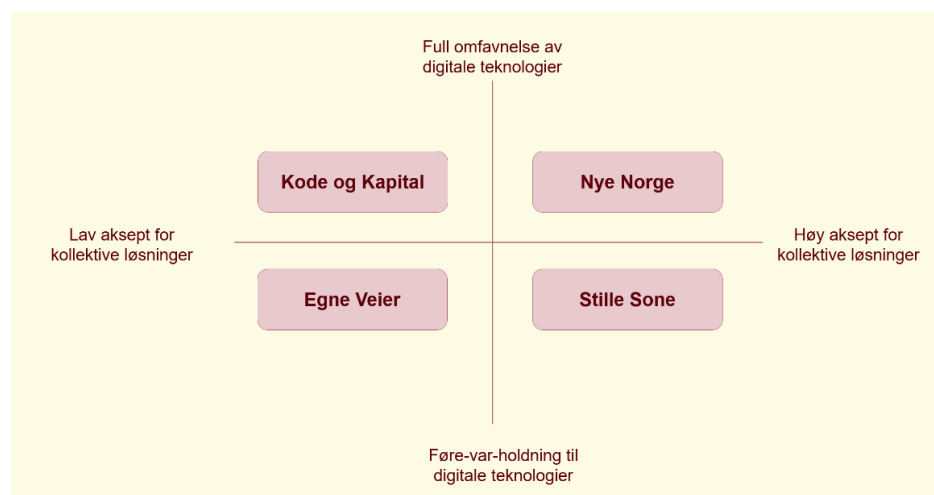 Full omfavnelse av
digitale teknologier
Kode og Kapital
Nye Norge
Lav aksept for
kollektive løsninger
Høy aksept for
kollektive løsninger
Egne Veier
Stille Sone
Føre-var-holdning til
digitale teknologier